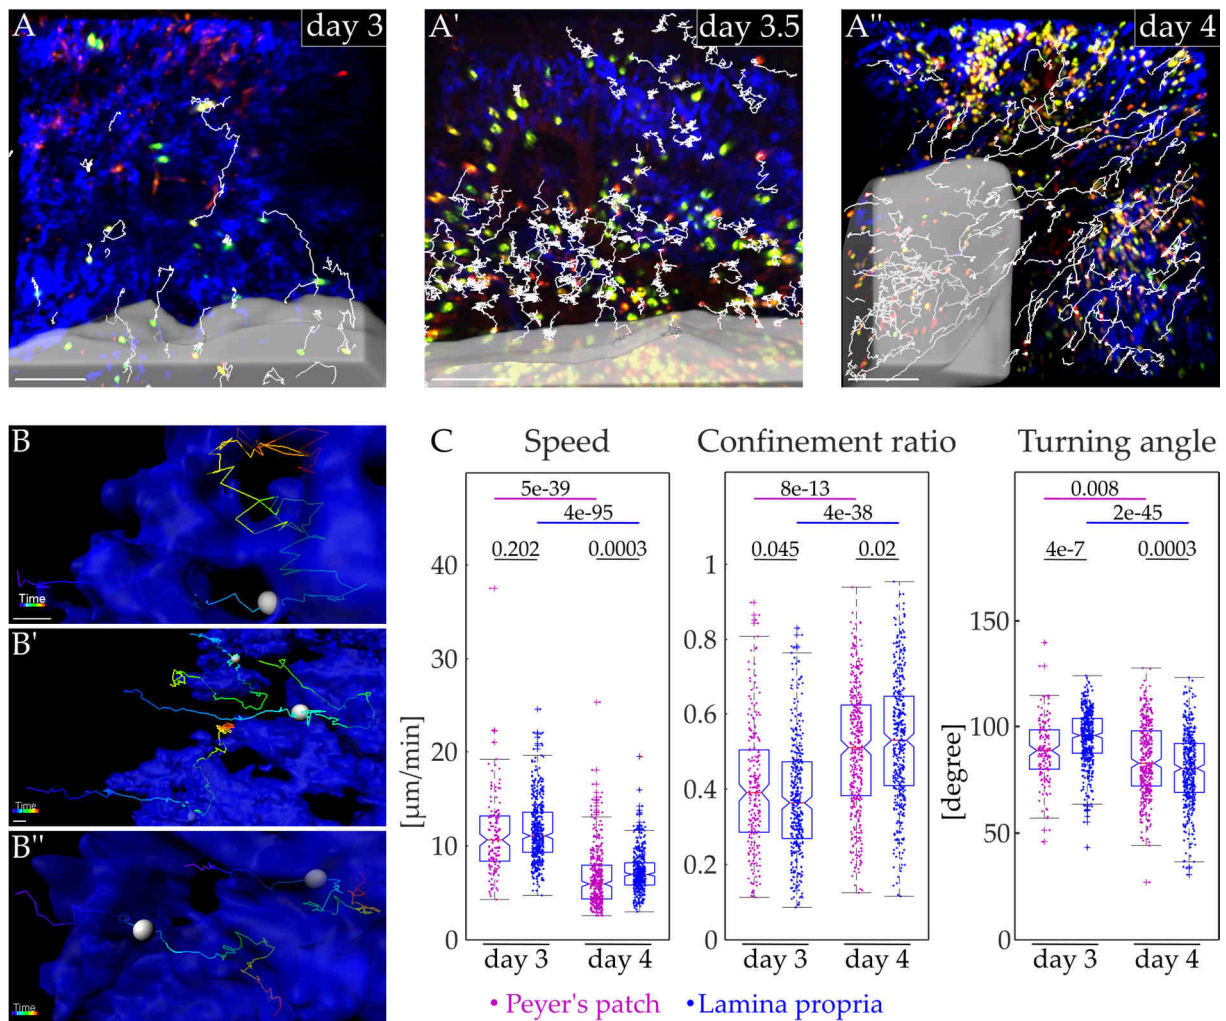 A day 3
A' day 3.5
A'' day 4
B
Time
B'
Time
B''
Time
C Speed Confinement ratio Turning angle
5e-39 8e-13 0.008
4e-95 4e-38 2e-45
0.202 0.0003 0.045 0.02 4e-7 0.0003
[µm/min]
40
30
20
10
0
1
0.8
0.6
0.4
0.2
0
[degree]
150
100
50
0
day 3 day 4 day 3 day 4 day 3 day 4
• Peyer's patch • Lamina propria